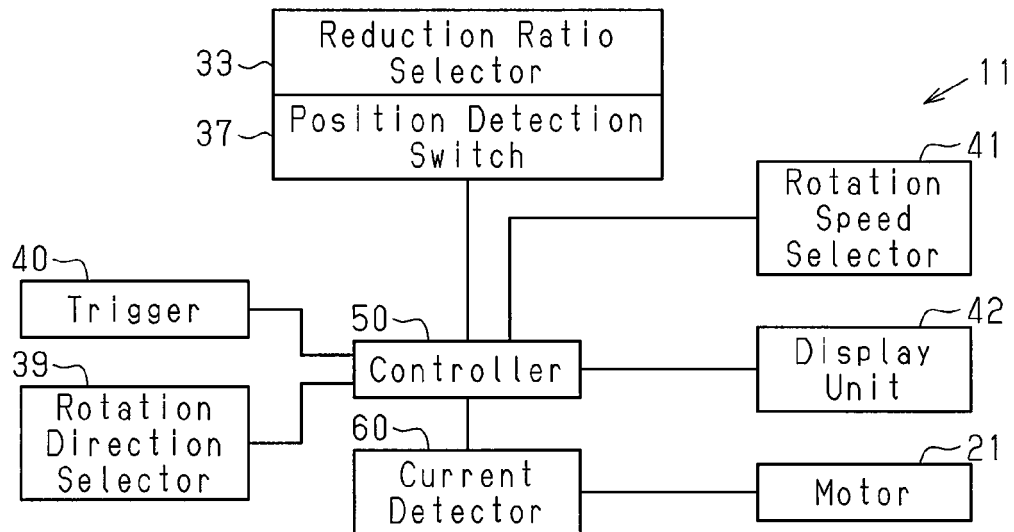 Reduction Ratio
Selector
33
Position Detection
Switch
37
11
41
Rotation
Speed
Selector
40
Trigger
50
Controller
42
Display
Unit
39
Rotation
Direction
Selector
60
Current
Detector
21
Motor